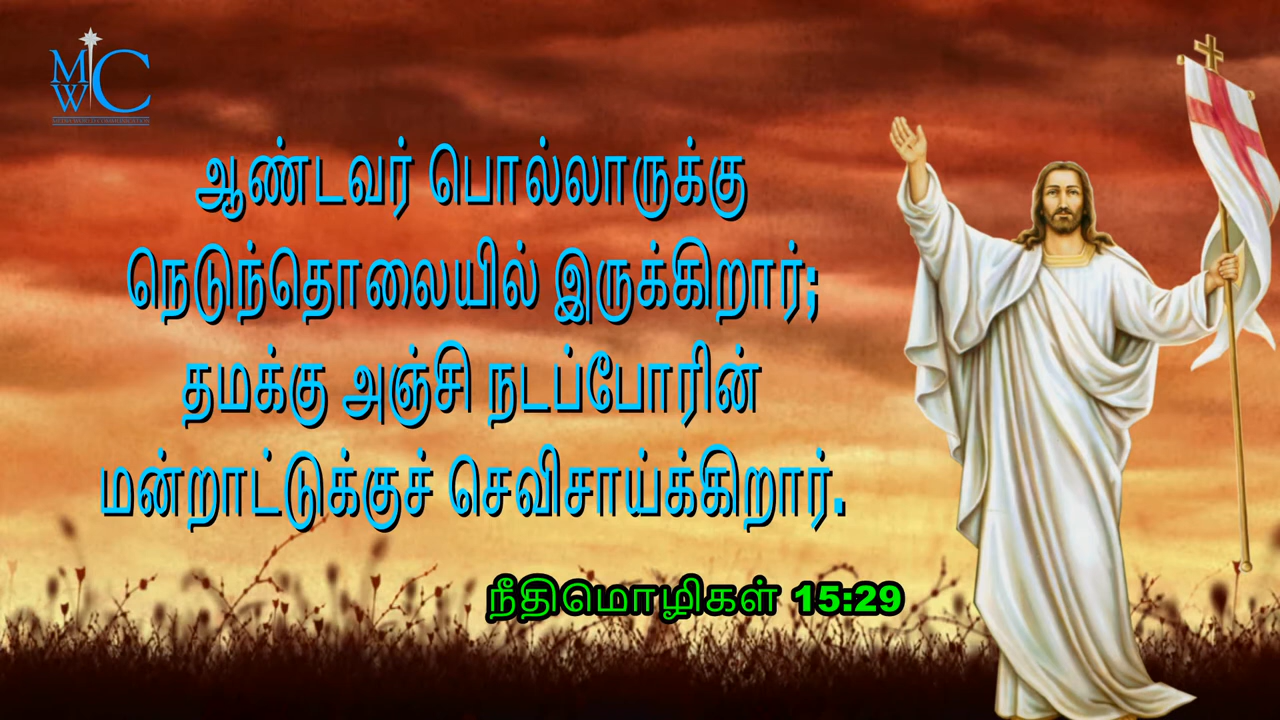 MWC
ஆண்டவர் பொல்லாருக்கு
நெடுந்தொலையில் இருக்கிறார்;
தமக்கு அஞ்சி நடப்போரின்
மன்றாட்டுக்குச் செவிசாய்க்கிறார்.
நீதிமொழிகள் 15:29